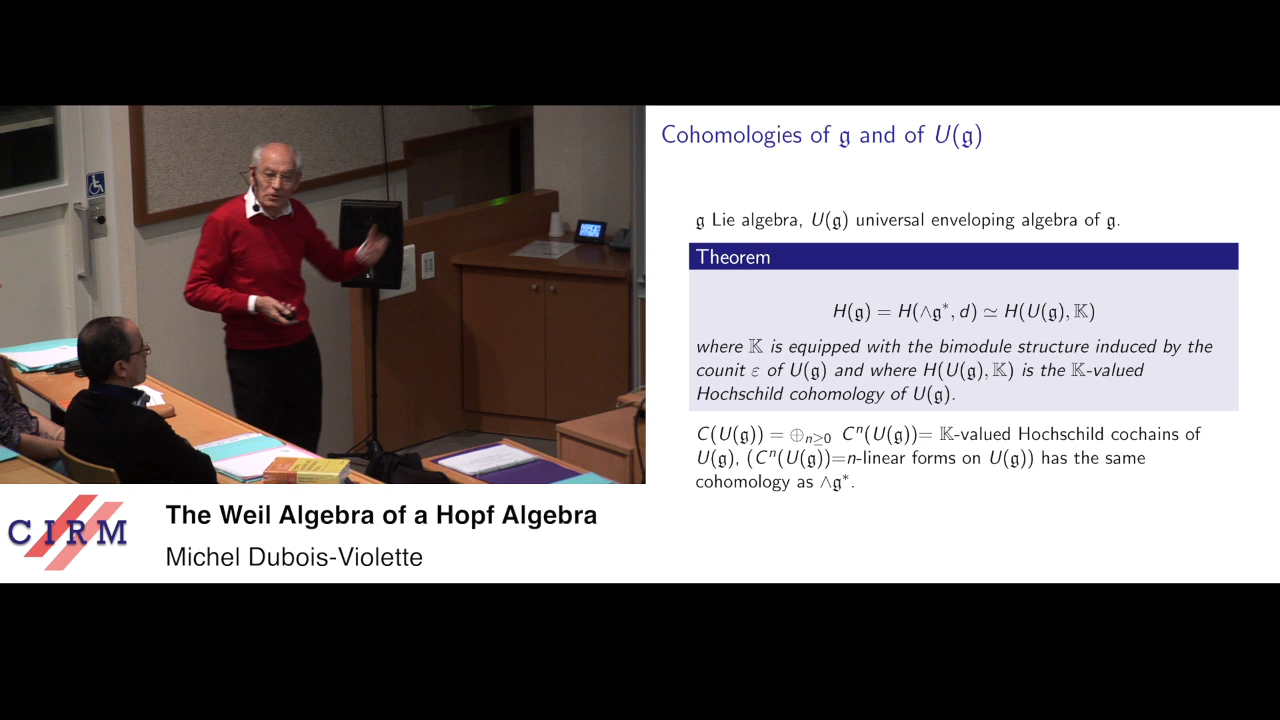 Cohomologies of 𝔤 and of U(𝔤)
𝔤 Lie algebra, U(𝔤) universal enveloping algebra of 𝔤.
Theorem
H(𝔤) = H(∧𝔤*, d) ≃ H(U(𝔤), 𝕂)
where 𝕂 is equipped with the bimodule structure induced by the
counit ε of U(𝔤) and where H(U(𝔤), 𝕂) is the 𝕂-valued
Hochschild cohomology of U(𝔤).
C(U(𝔤)) = ⊕ₙ≥₀ Cⁿ(U(𝔤))= 𝕂-valued Hochschild cochains of
U(𝔤), (Cⁿ(U(𝔤))=n-linear forms on U(𝔤)) has the same
cohomology as ∧𝔤*.
CIRM
The Weil Algebra of a Hopf Algebra
Michel Dubois-Violette